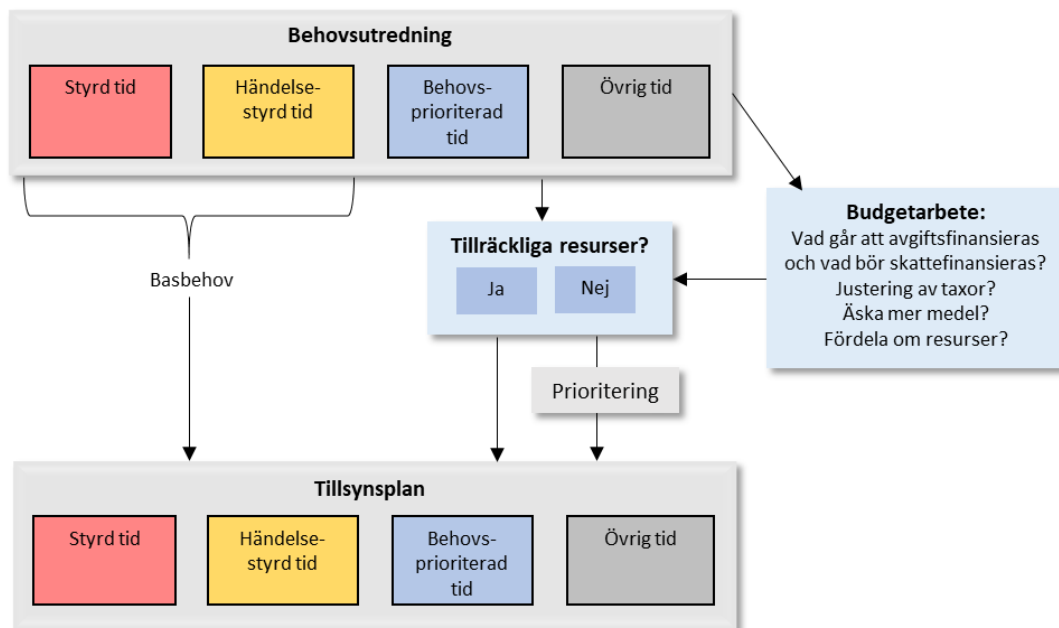 Behovsutredning
Styrd tid
Händelse-
styrd tid
Behovs-
prioriterad
tid
Övrig tid
Basbehov
Tillräckliga resurser?
Ja
Nej
Budgetarbete:
Vad går att avgiftsfinansieras
och vad bör skattefinansieras?
Justering av taxor?
Äska mer medel?
Fördela om resurser?
Prioritering
Tillsynsplan
Styrd tid
Händelse-
styrd tid
Behovs-
prioriterad
tid
Övrig tid